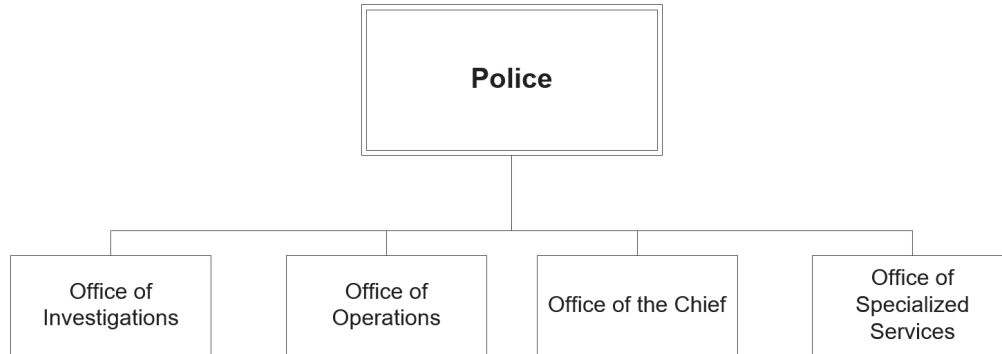 Police
Office of
Investigations
Office of
Operations
Office of the Chief
Office of
Specialized
Services